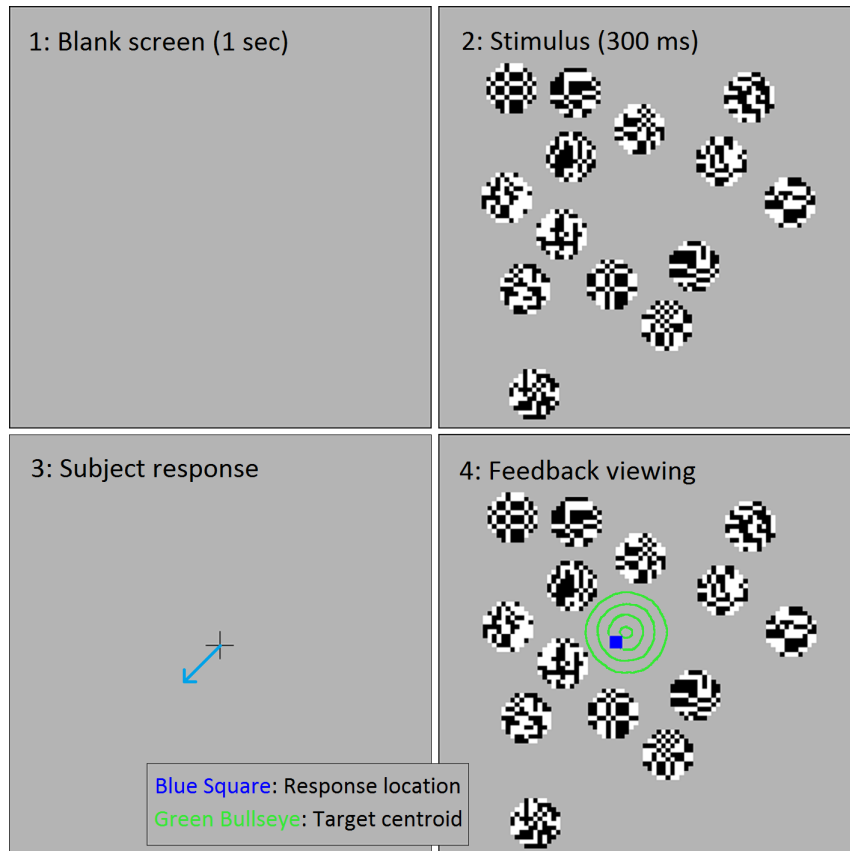 1: Blank screen (1 sec)
2: Stimulus (300 ms)
3: Subject response
4: Feedback viewing
Blue Square: Response location
Green Bullseye: Target centroid